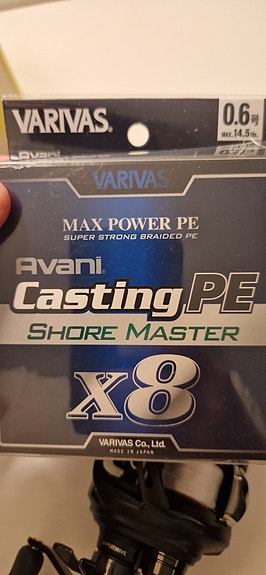 VARIVAS®
0.6号
MAX.14.5lb.
Avani
VARIVAS
MAX POWER PE
SUPER STRONG BRAIDED PE
Avani®
Casting PE
SHORE MASTER
x8
VARIVAS Co., Ltd.
MADE IN JAPAN